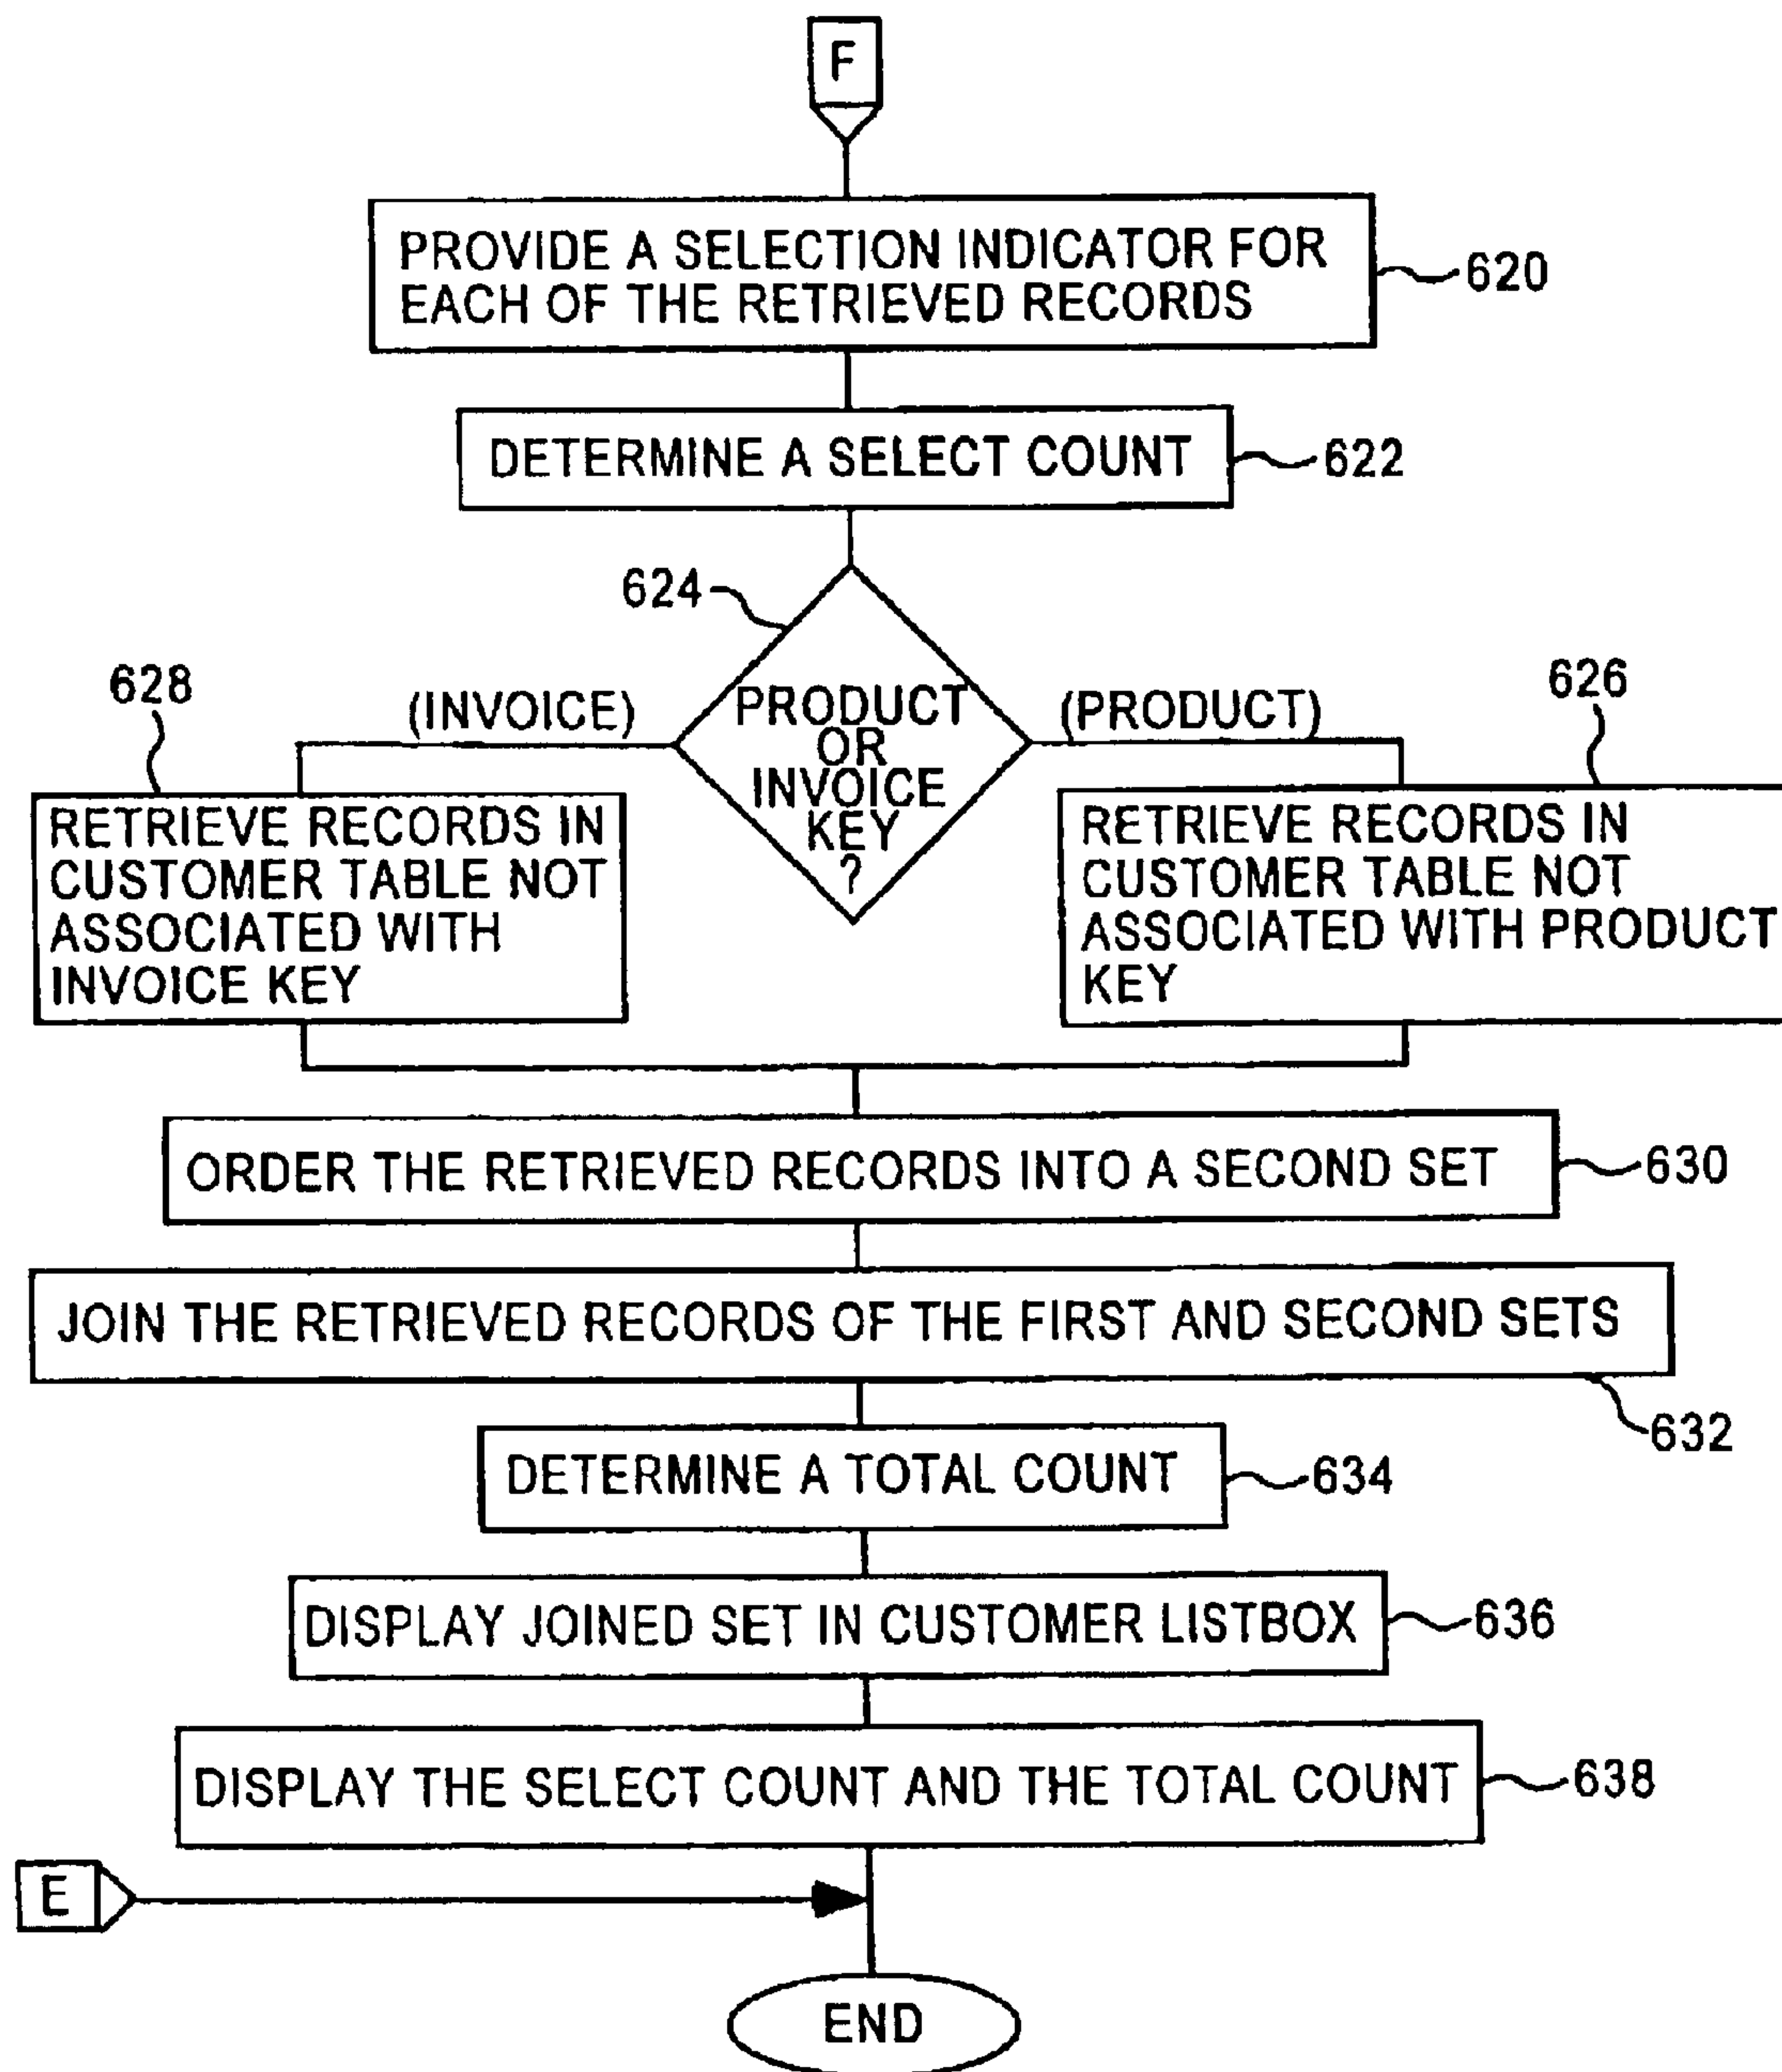 F
PROVIDE A SELECTION INDICATOR FOR
EACH OF THE RETRIEVED RECORDS
620
DETERMINE A SELECT COUNT
622
624
PRODUCT
OR
INVOICE
KEY
?
(INVOICE)
(PRODUCT)
628
RETRIEVE RECORDS IN
CUSTOMER TABLE NOT
ASSOCIATED WITH
INVOICE KEY
626
RETRIEVE RECORDS IN
CUSTOMER TABLE NOT
ASSOCIATED WITH PRODUCT
KEY
ORDER THE RETRIEVED RECORDS INTO A SECOND SET
630
JOIN THE RETRIEVED RECORDS OF THE FIRST AND SECOND SETS
632
DETERMINE A TOTAL COUNT
634
DISPLAY JOINED SET IN CUSTOMER LISTBOX
636
DISPLAY THE SELECT COUNT AND THE TOTAL COUNT
638
E
END